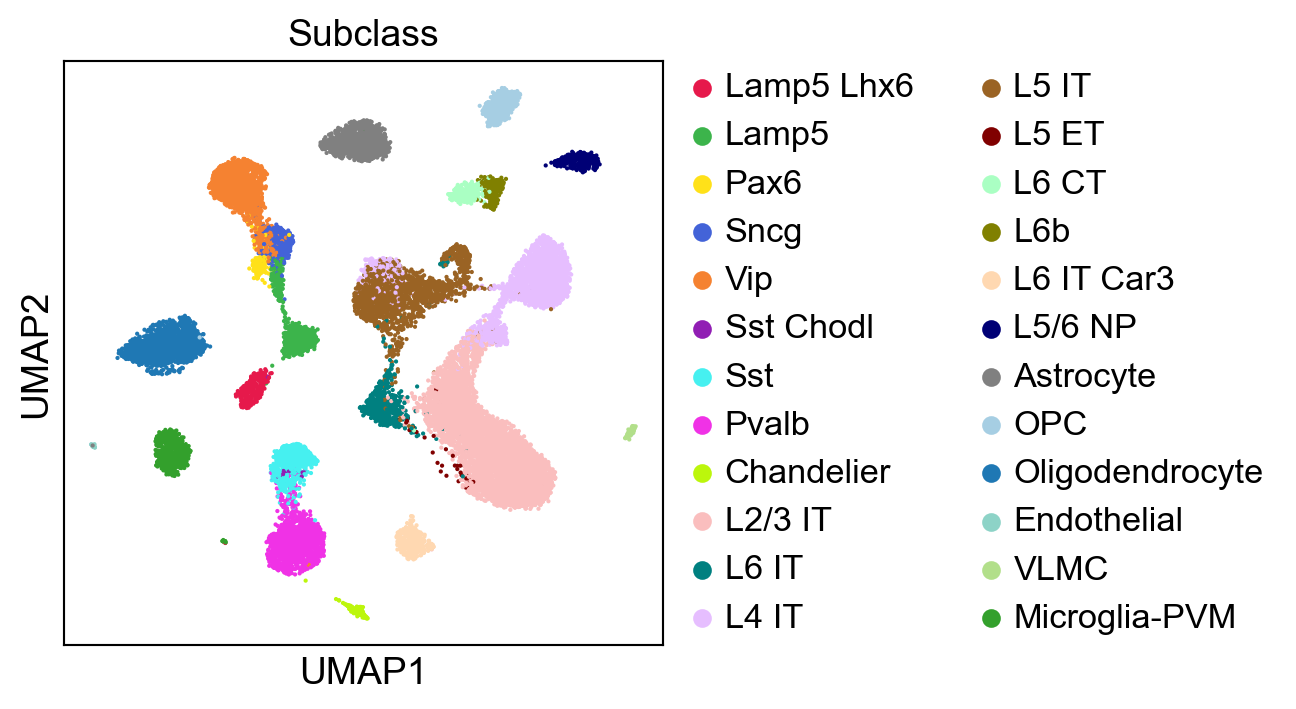 Subclass
UMAP2
UMAP1
Lamp5 Lhx6
Lamp5
Pax6
Sncg
Vip
Sst Chodl
Sst
Pvalb
Chandelier
L2/3 IT
L6 IT
L4 IT
L5 IT
L5 ET
L6 CT
L6b
L6 IT Car3
L5/6 NP
Astrocyte
OPC
Oligodendrocyte
Endothelial
VLMC
Microglia-PVM